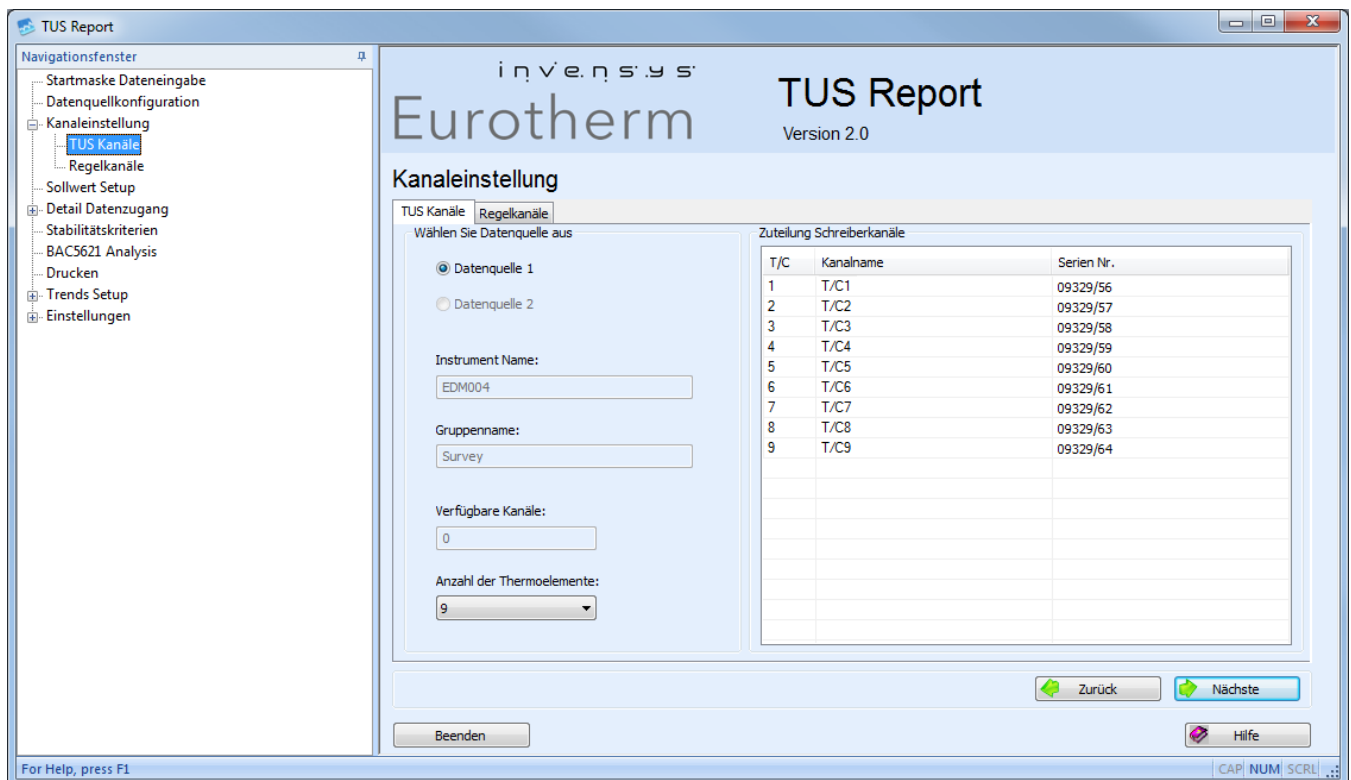 TUS Report
Navigationsfenster
Startmaske Dateneingabe
Datenquellkonfiguration
Kanaleinstellung
TUS Kanäle
Regelkanäle
Sollwert Setup
Detail Datenzugang
Stabilitätskriterien
BAC5621 Analysis
Drucken
Trends Setup
Einstellungen
invensys
Eurotherm
TUS Report
Version 2.0
Kanaleinstellung
TUS Kanäle Regelkanäle
Wählen Sie Datenquelle aus
Datenquelle 1
Datenquelle 2
Instrument Name:
EDM004
Gruppenname:
Survey
Verfügbare Kanäle:
0
Anzahl der Thermoelemente:
9
Zuteilung Schreiberkanäle
T/C Kanalname Serien Nr.
1 T/C1 09329/56
2 T/C2 09329/57
3 T/C3 09329/58
4 T/C4 09329/59
5 T/C5 09329/60
6 T/C6 09329/61
7 T/C7 09329/62
8 T/C8 09329/63
9 T/C9 09329/64
Zurück Nächste
Beenden Hilfe
For Help, press F1 CAP NUM SCRL